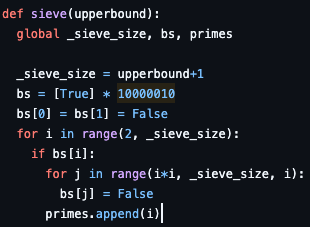 def sieve(upperbound):
  global _sieve_size, bs, primes

  _sieve_size = upperbound+1
  bs = [True] * 10000010
  bs[0] = bs[1] = False
  for i in range(2, _sieve_size):
    if bs[i]:
      for j in range(i*i, _sieve_size, i):
        bs[j] = False
      primes.append(i)